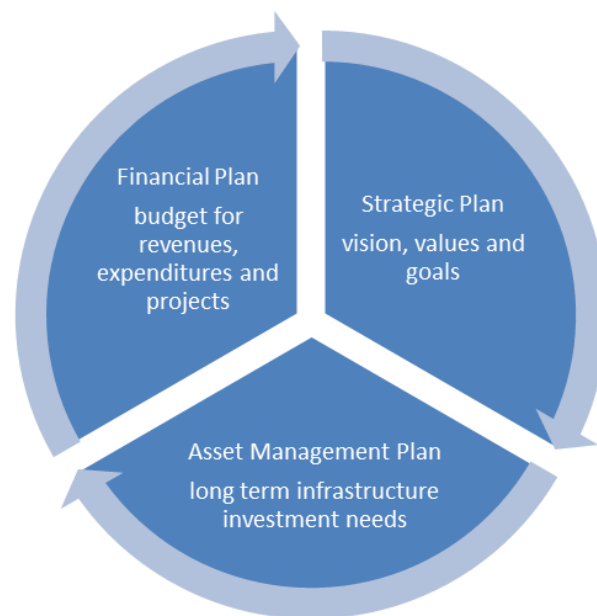 Financial Plan
budget for
revenues,
expenditures and
projects
Strategic Plan
vision, values and
goals
Asset Management Plan
long term infrastructure
investment needs